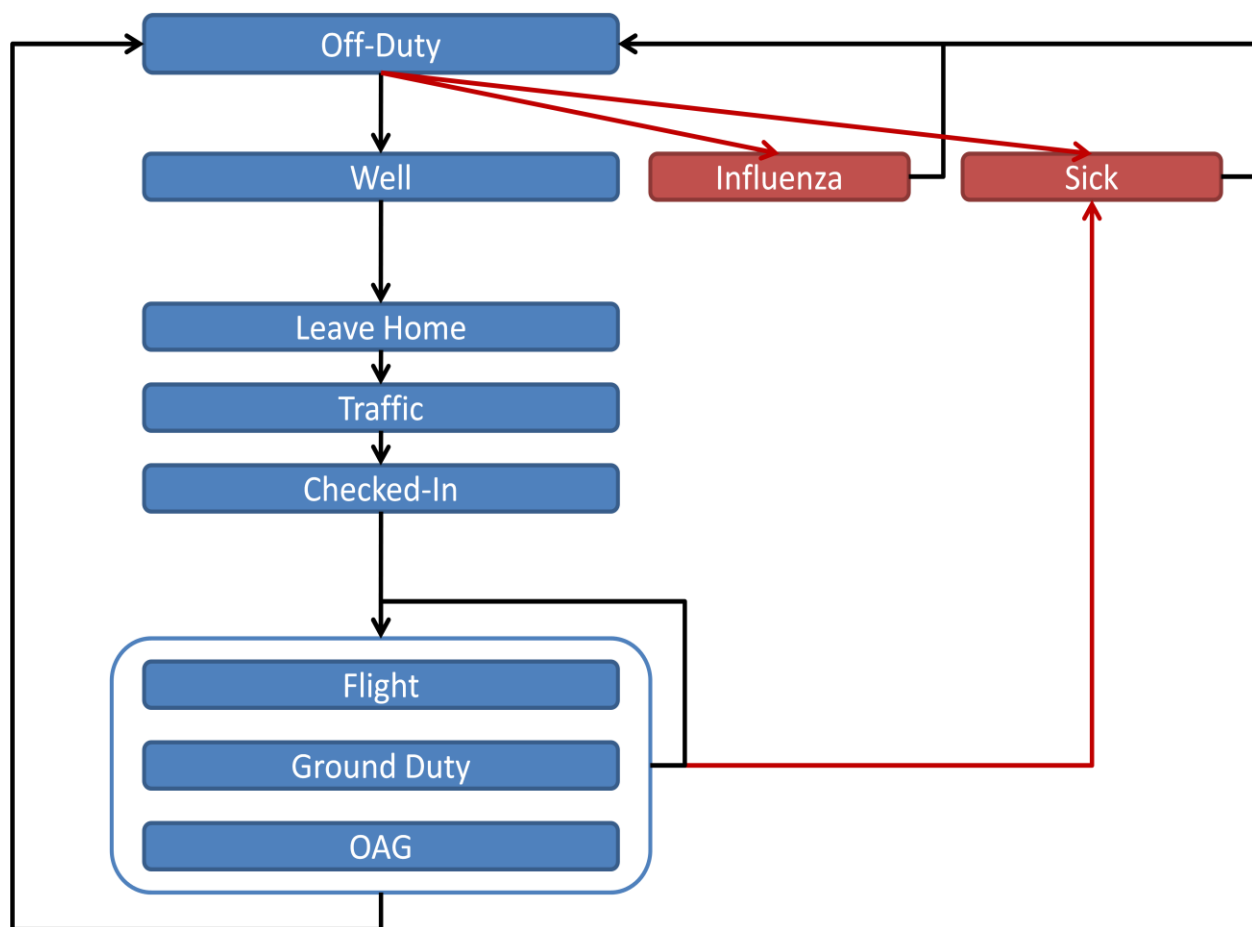 Off-Duty
Well
Influenza
Sick
Leave Home
Traffic
Checked-In
Flight
Ground Duty
OAG